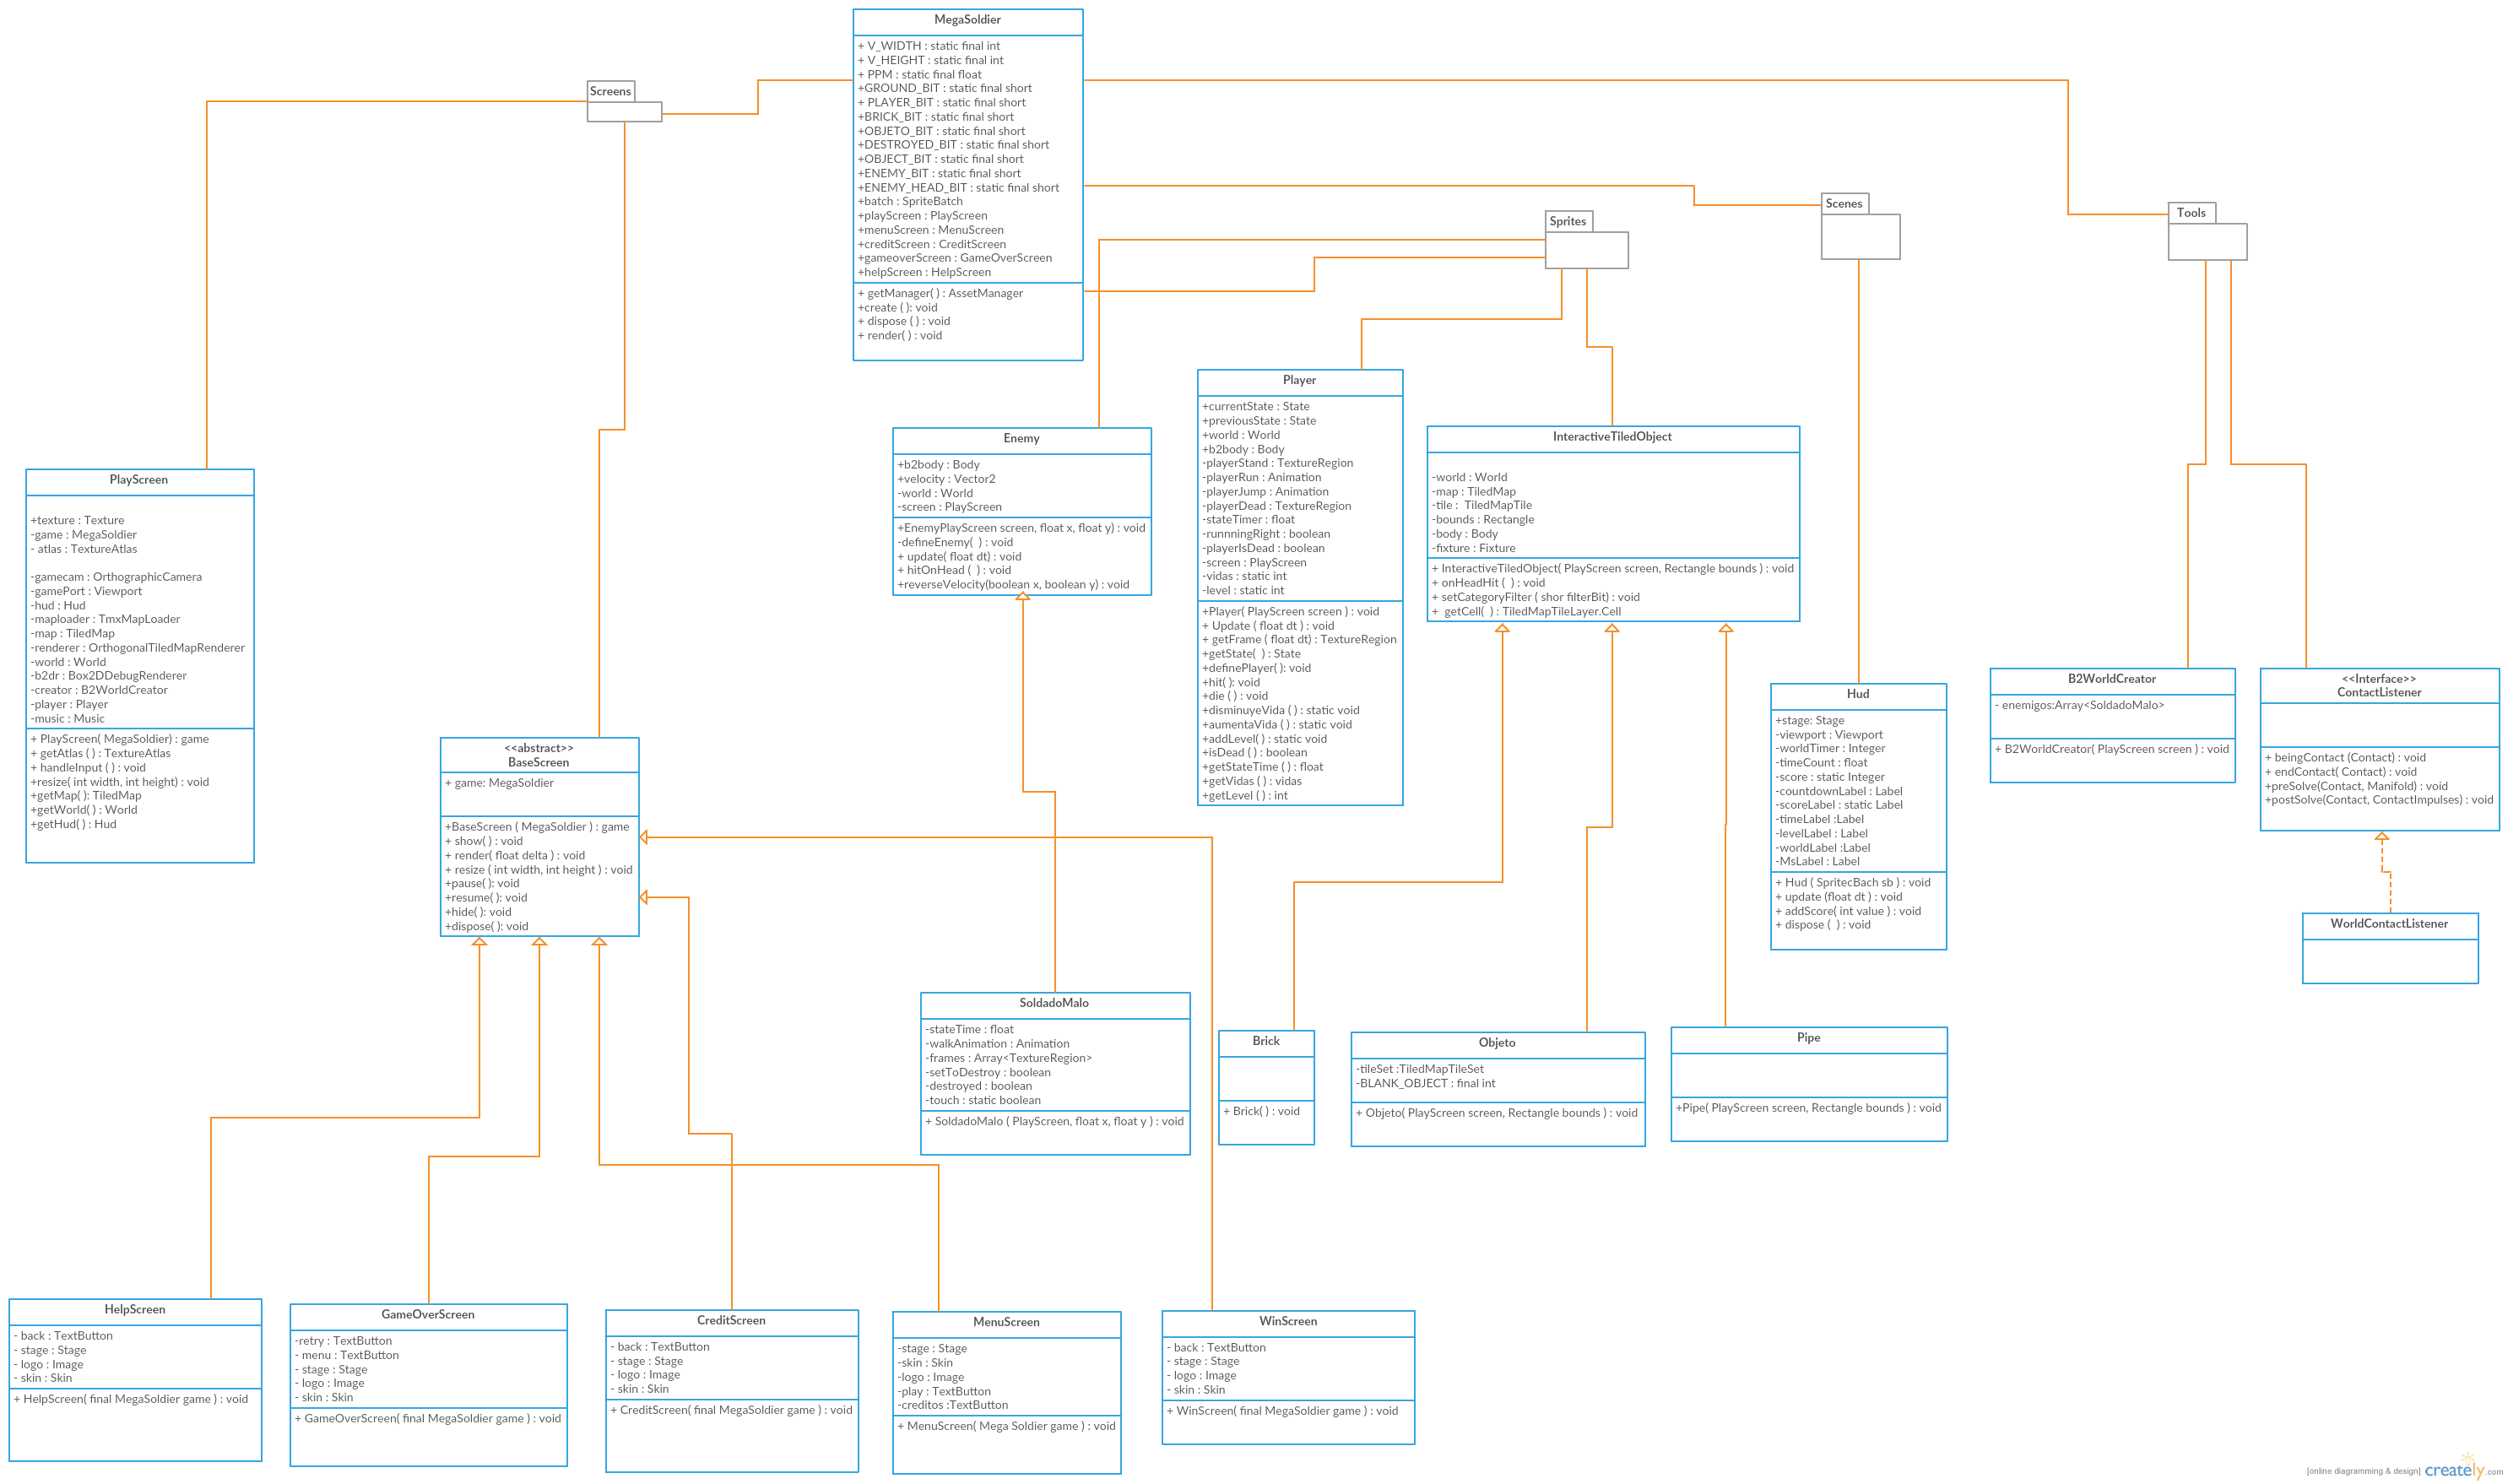 MegaSoldier
+ V_WIDTH : static final int
+ V_HEIGHT : static final int
+ PPM : static final float
+GROUND_BIT : static final short
+ PLAYER_BIT : static final short
+BRICK_BIT : static final short
+OBJETO_BIT : static final short
+DESTROYED_BIT : static final short
+OBJECT_BIT : static final short
+ENEMY_BIT : static final short
+ENEMY_HEAD_BIT : static final short
+batch : SpriteBatch
+playScreen : PlayScreen
+menuScreen : MenuScreen
+creditScreen : CreditScreen
+gameoverScreen : GameOverScreen
+helpScreen : HelpScreen
+ getManager( ) : AssetManager
+create ( ): void
+ dispose ( ) : void
+ render( ) : void
Screens
Sprites
Scenes
Tools
PlayScreen
+texture : Texture
-game : MegaSoldier
- atlas : TextureAtlas
-gamecam : OrthographicCamera
-gamePort : Viewport
-hud : Hud
-maploader : TmxMapLoader
-map : TiledMap
-renderer : OrthogonalTiledMapRenderer
-world : World
-b2dr : Box2DDebugRenderer
-creator : B2WorldCreator
-player : Player
-music : Music
+ PlayScreen( MegaSoldier) : game
+ getAtlas ( ) : TextureAtlas
+ handleInput ( ) : void
+resize( int width, int height) : void
+getMap( ): TiledMap
+getWorld( ) : World
+getHud( ) : Hud
<<abstract>>
BaseScreen
+ game: MegaSoldier
+BaseScreen ( MegaSoldier ) : game
+ show( ) : void
+ render( float delta ) : void
+ resize ( int width, int height ) : void
+pause( ): void
+resume( ): void
+hide( ): void
+dispose( ): void
Enemy
+b2body : Body
+velocity : Vector2
-world : World
-screen : PlayScreen
+EnemyPlayScreen screen, float x, float y) : void
-defineEnemy(  ) : void
+ update( float dt) : void
+ hitOnHead (  ) : void
+reverseVelocity(boolean x, boolean y) : void
Player
+currentState : State
+previousState : State
+world : World
+b2body : Body
-playerStand : TextureRegion
-playerRun : Animation
-playerJump : Animation
-playerDead : TextureRegion
-stateTimer : float
-runnningRight : boolean
-playerIsDead : boolean
-screen : PlayScreen
-vidas : static int
-level : static int
+Player( PlayScreen screen ) : void
+ Update ( float dt ) : void
+ getFrame ( float dt) : TextureRegion
+getState(  ) : State
+definePlayer( ): void
+hit( ): void
+die ( ) : void
+disminuyeVida ( ) : static void
+aumentaVida ( ) : static void
+addLevel( ) : static void
+isDead ( ) : boolean
+getStateTime ( ) : float
+getVidas ( ) : vidas
+getLevel ( ) : int
InteractiveTiledObject
-world : World
-map : TiledMap
-tile :  TiledMapTile
-bounds : Rectangle
-body : Body
-fixture : Fixture
+ InteractiveTiledObject( PlayScreen screen, Rectangle bounds ) : void
+ onHeadHit (  ) : void
+ setCategoryFilter ( shor filterBit) : void
+  getCell(  ) : TiledMapTileLayer.Cell
Hud
+stage: Stage
-viewport : Viewport
-worldTimer : Integer
-timeCount : float
-score : static Integer
-countdownLabel : Label
-scoreLabel : static Label
-timeLabel :Label
-levelLabel : Label
-worldLabel :Label
-MsLabel : Label
+ Hud ( SpritecBach sb ) : void
+ update (float dt ) : void
+ addScore( int value ) : void
+ dispose (  ) : void
B2WorldCreator
- enemigos:Array<SoldadoMalo>
+ B2WorldCreator( PlayScreen screen ) : void
<<Interface>>
ContactListener
+ beingContact (Contact) : void
+ endContact( Contact) : void
+preSolve(Contact, Manifold) : void
+postSolve(Contact, ContactImpulses) : void
WorldContactListener
SoldadoMalo
-stateTime : float
-walkAnimation : Animation
-frames : Array<TextureRegion>
-setToDestroy : boolean
-destroyed : boolean
-touch : static boolean
+ SoldadoMalo ( PlayScreen, float x, float y ) : void
Brick
+ Brick( ) : void
Objeto
-tileSet :TiledMapTileSet
-BLANK_OBJECT : final int
+ Objeto( PlayScreen screen, Rectangle bounds ) : void
Pipe
+Pipe( PlayScreen screen, Rectangle bounds ) : void
HelpScreen
- back : TextButton
- stage : Stage
- logo : Image
- skin : Skin
+ HelpScreen( final MegaSoldier game ) : void
GameOverScreen
-retry : TextButton
- menu : TextButton
- stage : Stage
- logo : Image
- skin : Skin
+ GameOverScreen( final MegaSoldier game ) : void
CreditScreen
- back : TextButton
- stage : Stage
- logo : Image
- skin : Skin
+ CreditScreen( final MegaSoldier game ) : void
MenuScreen
-stage : Stage
-skin : Skin
-logo : Image
-play : TextButton
-creditos :TextButton
+ MenuScreen( Mega Soldier game ) : void
WinScreen
- back : TextButton
- stage : Stage
- logo : Image
- skin : Skin
+ WinScreen( final MegaSoldier game ) : void
[online diagramming & design] creately.com